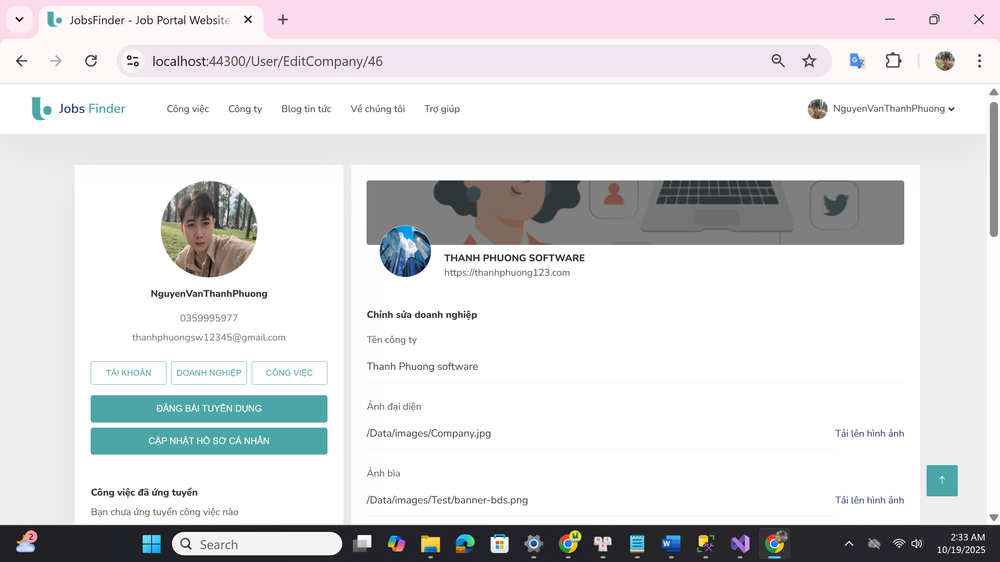 JobsFinder - Job Portal Website
localhost:44300/User/EditCompany/46
Jobs Finder
Công việc
Công ty
Blog tin tức
Về chúng tôi
Trợ giúp
NguyenVanThanhPhuong
NguyenVanThanhPhuong
0359995977
thanhphuongsw12345@gmail.com
TÀI KHOẢN
DOANH NGHIỆP
CÔNG VIỆC
ĐĂNG BÀI TUYỂN DỤNG
CẬP NHẬT HỒ SƠ CÁ NHÂN
Công việc đã ứng tuyển
Bạn chưa ứng tuyển công việc nào
THANH PHUONG SOFTWARE
https://thanhphuong123.com
Chỉnh sửa doanh nghiệp
Tên công ty
Thanh Phuong software
Ảnh đại diện
/Data/images/Company.jpg
Tải lên hình ảnh
Ảnh bìa
/Data/images/Test/banner-bds.png
Tải lên hình ảnh
2
Search
2:33 AM
10/19/2025